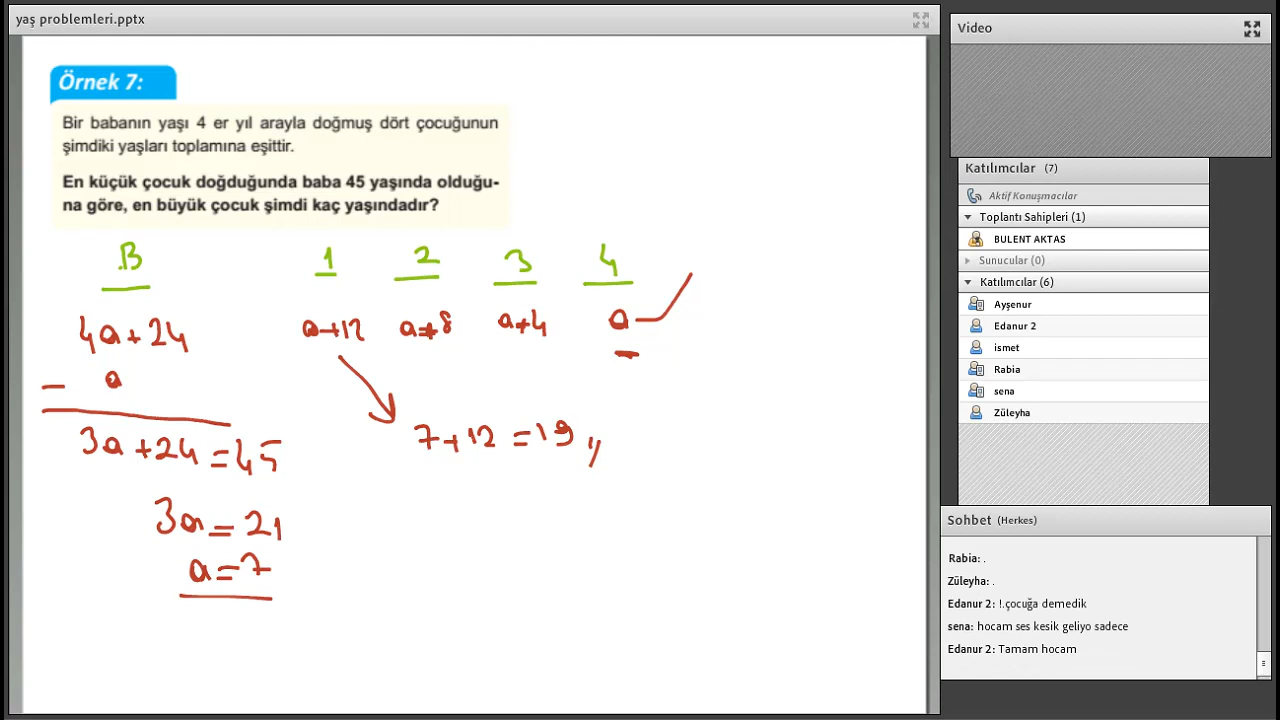 yaş problemleri.pptx
Örnek 7:
Bir babanın yaşı 4 er yıl arayla doğmuş dört çocuğunun
şimdiki yaşları toplamına eşittir.
En küçük çocuk doğduğunda baba 45 yaşında olduğu-
na göre, en büyük çocuk şimdi kaç yaşındadır?
B 1 2 3 4
4a+24 a+12 a+8 a+4 a
- a
3a+24=45 7+12=19
3a=21
a=7
Video
Katılımcılar (7)
Aktif Konuşmacılar
Toplantı Sahipleri (1)
BULENT AKTAS
Sunucular (0)
Katılımcılar (6)
Ayşenur
Edanur 2
ismet
Rabia
sena
Züleyha
Sohbet (Herkes)
Rabia: .
Züleyha: .
Edanur 2: !.çocuğa demedik
sena: hocam ses kesik geliyo sadece
Edanur 2: Tamam hocam